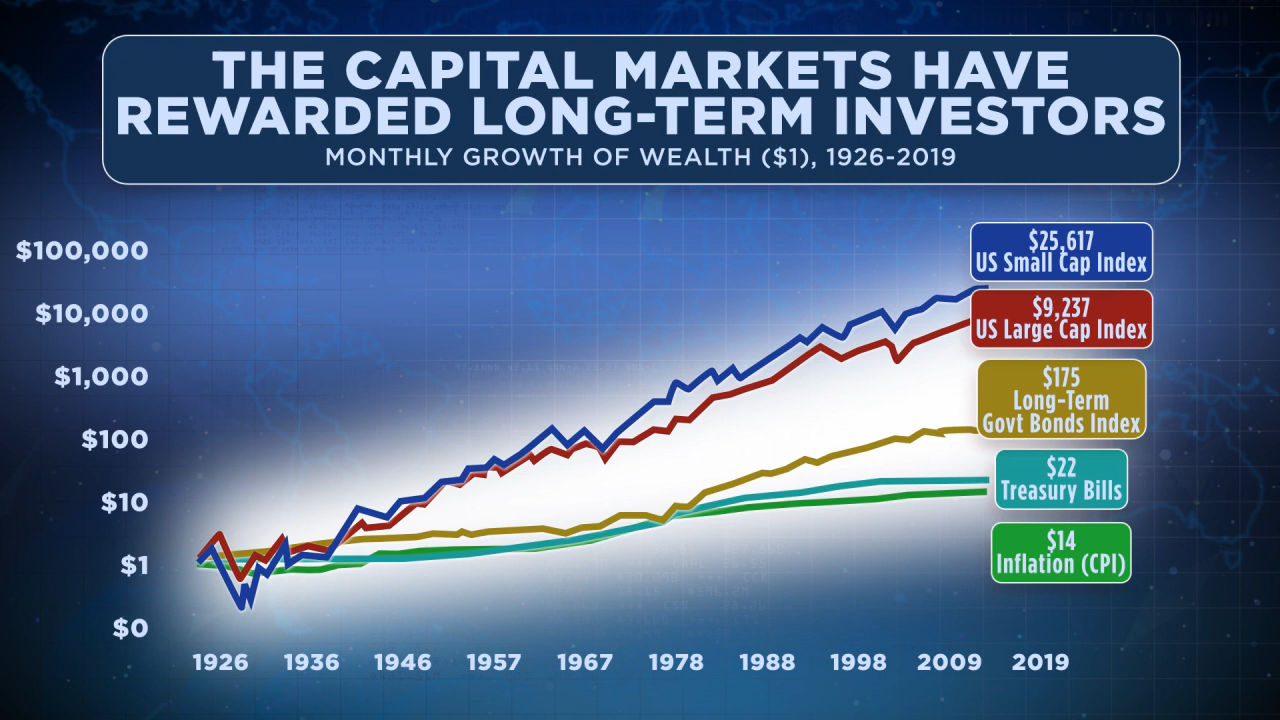 THE CAPITAL MARKETS HAVE
REWARDED LONG-TERM INVESTORS
MONTHLY GROWTH OF WEALTH ($1), 1926-2019
$100,000
$10,000
$1,000
$100
$10
$1
$0
$25,617
US Small Cap Index
$9,237
US Large Cap Index
$175
Long-Term
Govt Bonds Index
$22
Treasury Bills
$14
Inflation (CPI)
1926 1936 1946 1957 1967 1978 1988 1998 2009 2019